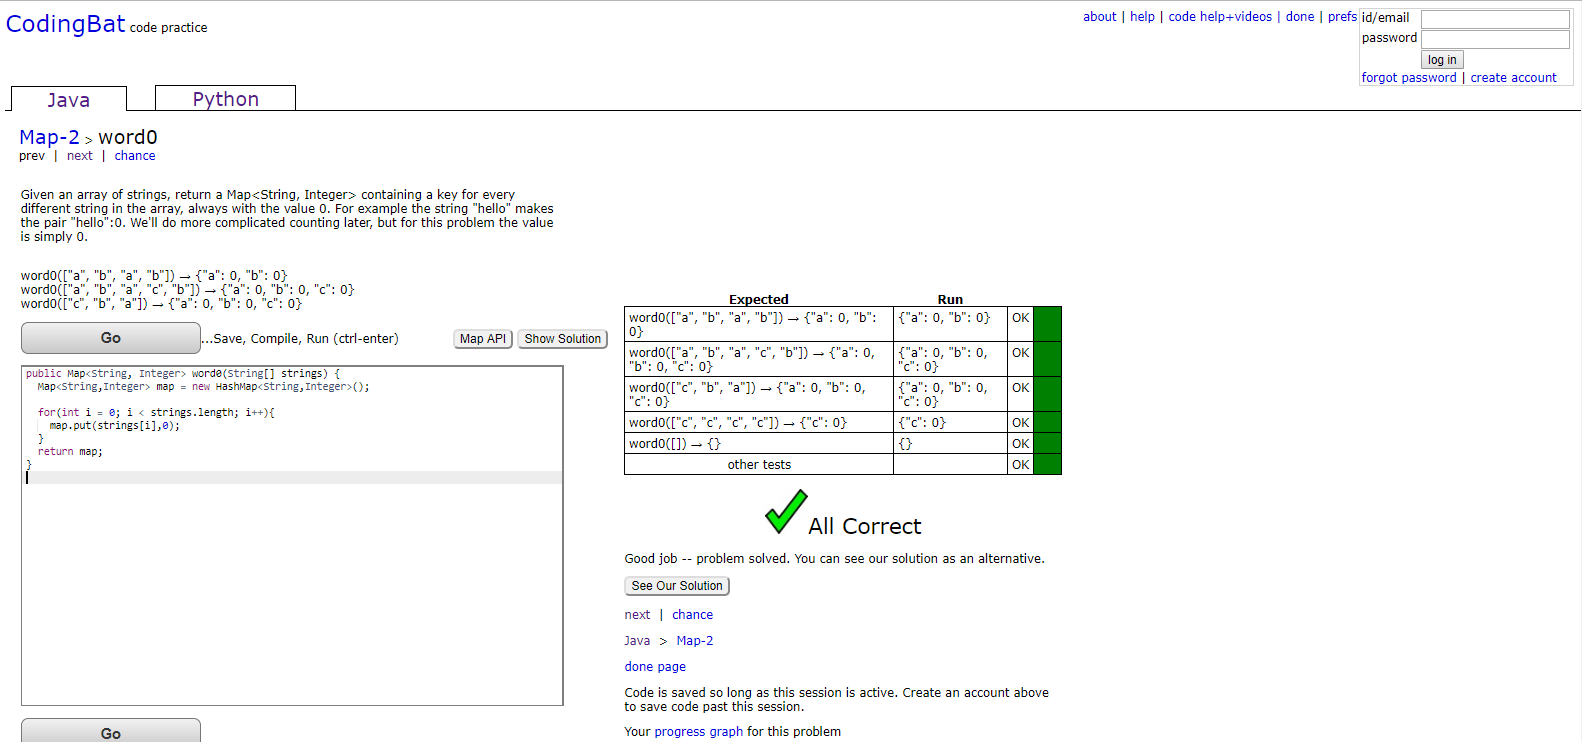 CodingBat code practice
about | help | code help+videos | done | prefs
id/email
password
log in
forgot password | create account
Java
Python
Map-2 > word0
prev | next | chance
Given an array of strings, return a Map<String, Integer> containing a key for every
different string in the array, always with the value 0. For example the string "hello" makes
the pair "hello":0. We'll do more complicated counting later, but for this problem the value
is simply 0.
word0(["a", "b", "a", "b"]) → {"a": 0, "b": 0}
word0(["a", "b", "a", "c", "b"]) → {"a": 0, "b": 0, "c": 0}
word0(["c", "b", "a"]) → {"a": 0, "b": 0, "c": 0}
Go
...Save, Compile, Run (ctrl-enter)
Map API
Show Solution
public Map<String, Integer> word0(String[] strings) {
Map<String,Integer> map = new HashMap<String,Integer>();
for(int i = 0; i < strings.length; i++){
map.put(strings[i],0);
}
return map;
}
Go
Expected Run
word0(["a", "b", "a", "b"]) → {"a": 0, "b":
0}
{"a": 0, "b": 0}
OK
word0(["a", "b", "a", "c", "b"]) → {"a": 0,
"b": 0, "c": 0}
{"a": 0, "b": 0,
"c": 0}
OK
word0(["c", "b", "a"]) → {"a": 0, "b": 0,
"c": 0}
{"a": 0, "b": 0,
"c": 0}
OK
word0(["c", "c", "c", "c"]) → {"c": 0}
{"c": 0}
OK
word0([]) → {}
{}
OK
other tests
OK
All Correct
Good job -- problem solved. You can see our solution as an alternative.
See Our Solution
next | chance
Java > Map-2
done page
Code is saved so long as this session is active. Create an account above
to save code past this session.
Your progress graph for this problem